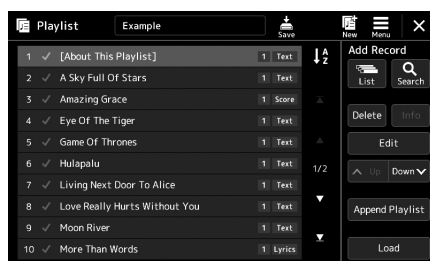 Playlist Example Save New Menu
1 [About This Playlist] 1 Text
2 A Sky Full Of Stars 1 Text
3 Amazing Grace 1 Score
4 Eye Of The Tiger 1 Text
5 Game Of Thrones 1 Text
6 Hulapalu 1 Text
7 Living Next Door To Alice 1 Text
8 Love Really Hurts Without You 1 Text
9 Moon River 1 Text
10 More Than Words 1 Lyrics
A
Z
1/2
Add Record
List Search
Delete Info
Edit
Up Down
Append Playlist
Load